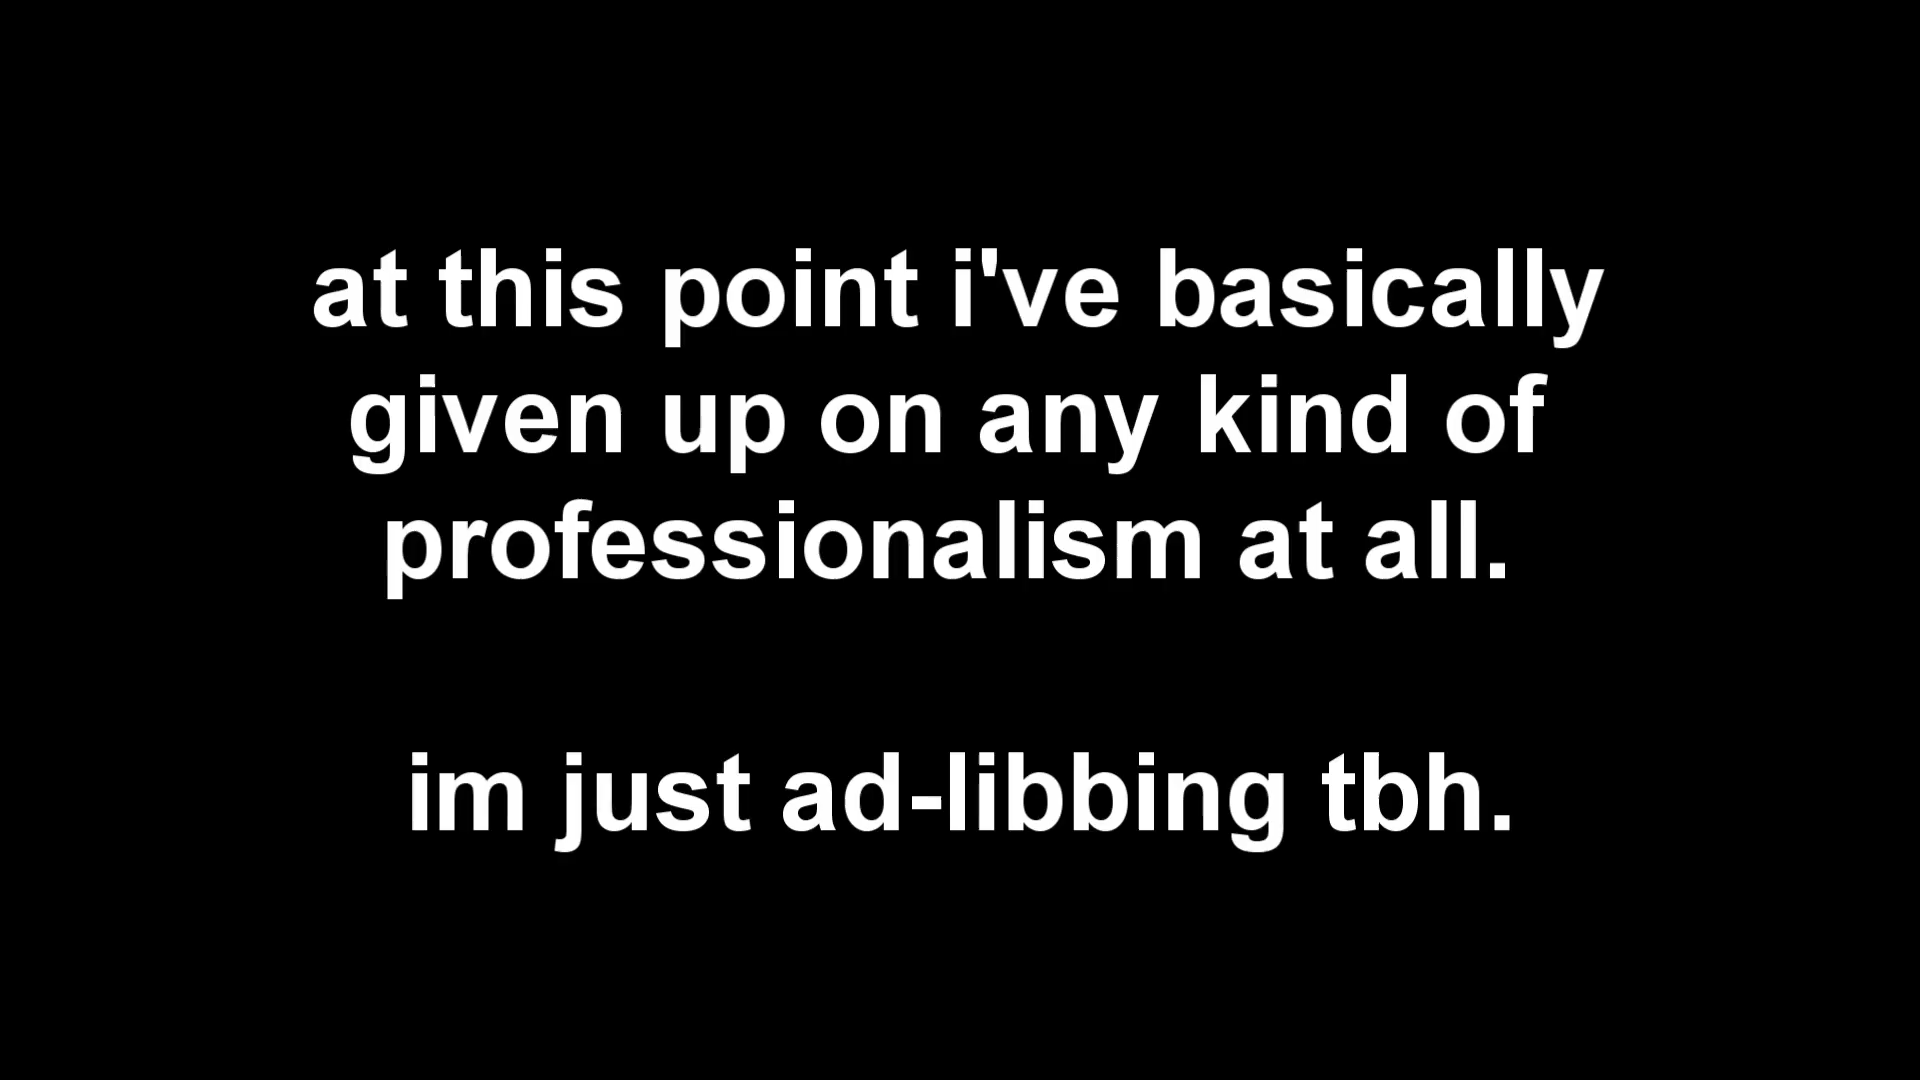 at this point i've basically
given up on any kind of
professionalism at all.
im just ad-libbing tbh.